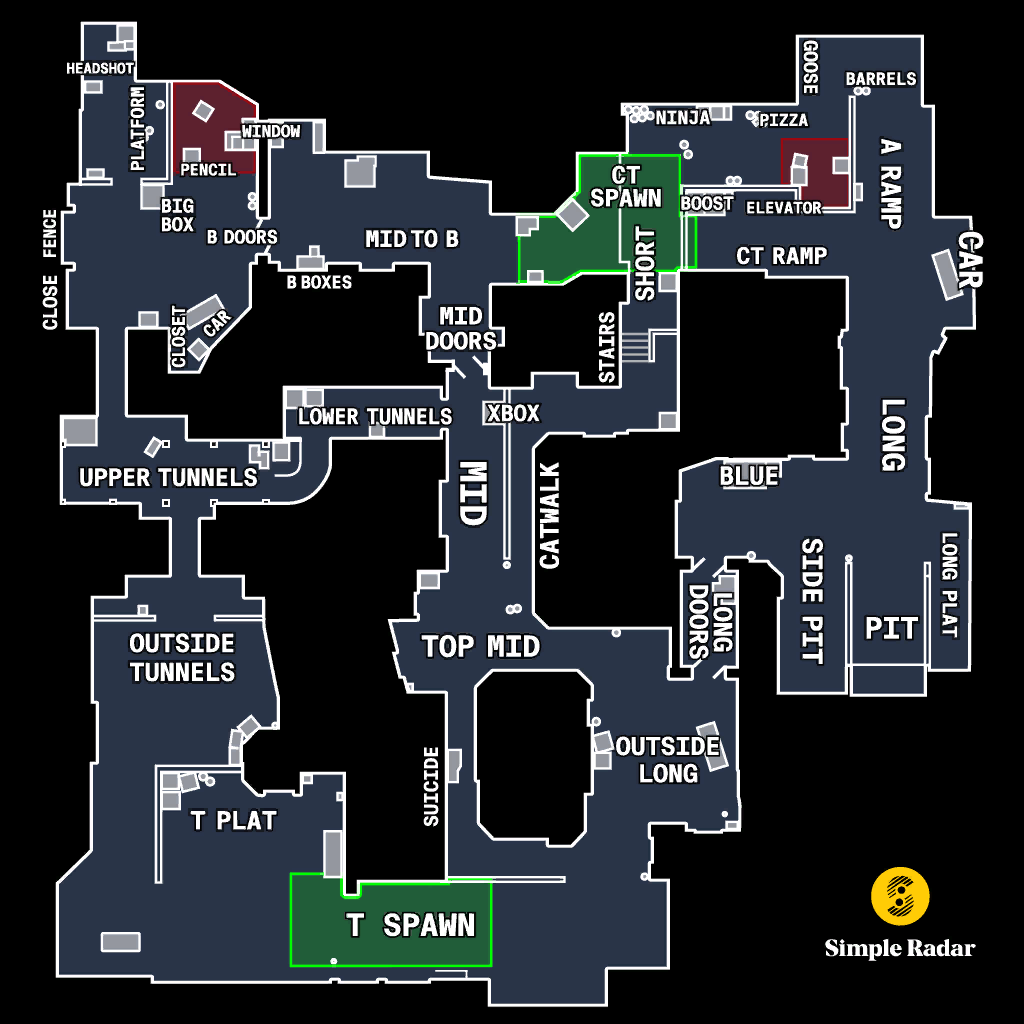 HEADSHOT
PLATFORM
WINDOW
PENCIL
BIG
BOX
B DOORS
CLOSE FENCE
MID TO B
B BOXES
CLOSET
CAR
MID
DOORS
GOOSE
BARRELS
NINJA
PIZZA
A RAMP
CT
SPAWN
BOOST
ELEVATOR
SHORT
CT RAMP
CAR
STAIRS
LOWER TUNNELS
XBOX
UPPER TUNNELS
MID
CATWALK
LONG
BLUE
LONG
DOORS
SIDE PIT
PIT
LONG PLAT
OUTSIDE
TUNNELS
TOP MID
SUICIDE
OUTSIDE
LONG
T PLAT
T SPAWN
Simple Radar